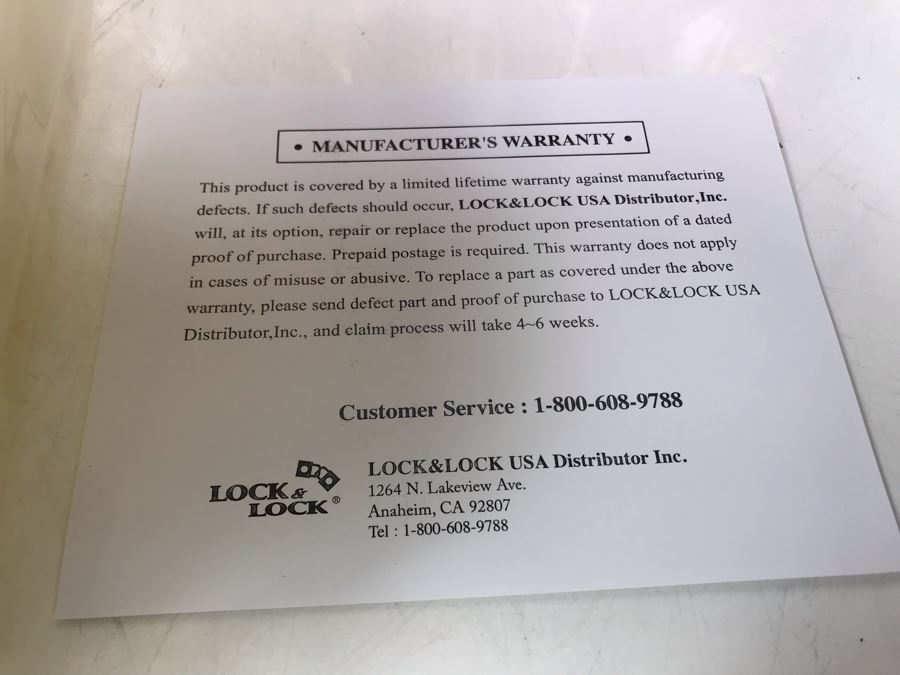 • MANUFACTURER'S WARRANTY •
This product is covered by a limited lifetime warranty against manufacturing
defects. If such defects should occur, LOCK&LOCK USA Distributor,Inc.
will, at its option, repair or replace the product upon presentation of a dated
proof of purchase. Prepaid postage is required. This warranty does not apply
in cases of misuse or abusive. To replace a part as covered under the above
warranty, please send defect part and proof of purchase to LOCK&LOCK USA
Distributor,Inc., and claim process will take 4~6 weeks.
Customer Service : 1-800-608-9788
LOCK&
LOCK®
LOCK&LOCK USA Distributor Inc.
1264 N. Lakeview Ave.
Anaheim, CA 92807
Tel : 1-800-608-9788